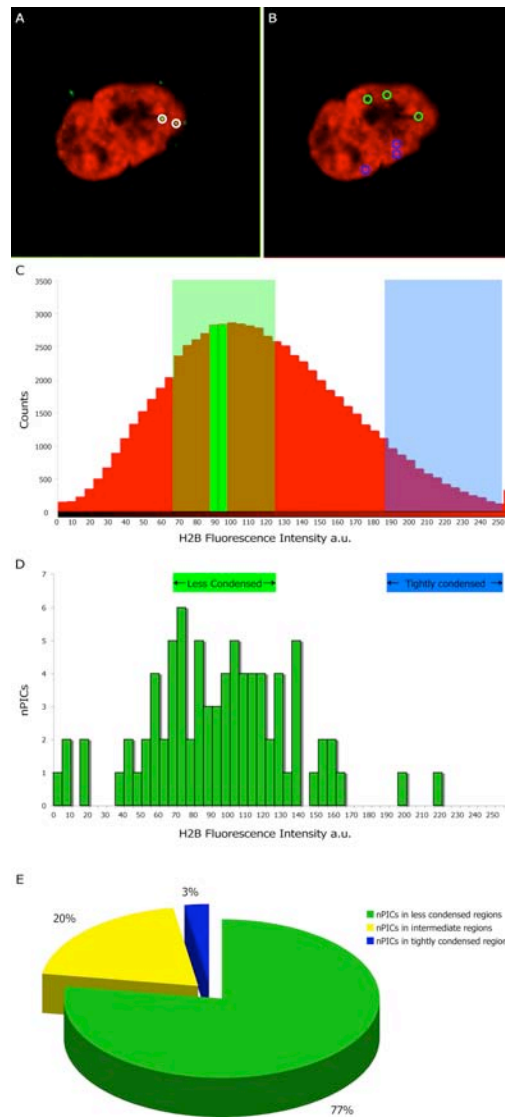 A
B
C
3500
3000
2500
2000
1500
1000
500
0
Counts
0 10 20 30 40 50 60 70 80 90 100 110 120 130 140 150 160 170 180 190 200 210 220 230 240 250
H2B Fluorescence Intensity a.u.
D
Less Condensed
Tightly condensed
7
6
5
4
3
2
1
0
nPICs
0 10 20 30 40 50 60 70 80 90 100 110 120 130 140 150 160 170 180 190 200 210 220 230 240 250
H2B Fluorescence Intensity a.u.
E
3%
20%
77%
nPICs in less condensed regions
nPICs in intermediate regions
nPICs in tightly condensed region